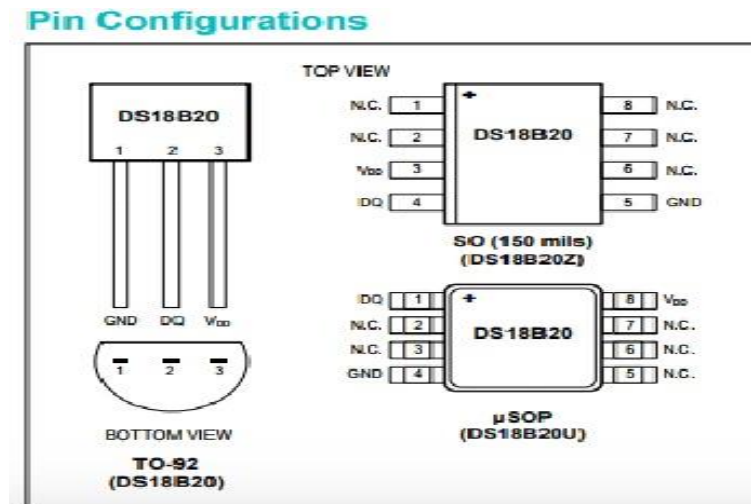 Pin Configurations
TOP VIEW
DS18B20
1 2 3
GND DQ VDD
1 2 3
BOTTOM VIEW
TO-92
(DS18B20)
N.C. 1 + 8 N.C.
N.C. 2 DS18B20 7 N.C.
VDD 3 6 N.C.
DQ 4 5 GND
SO (150 mils)
(DS18B20Z)
DQ 1 + 8 VDD
N.C. 2 DS18B20 7 N.C.
N.C. 3 6 N.C.
GND 4 5 N.C.
µSOP
(DS18B20U)